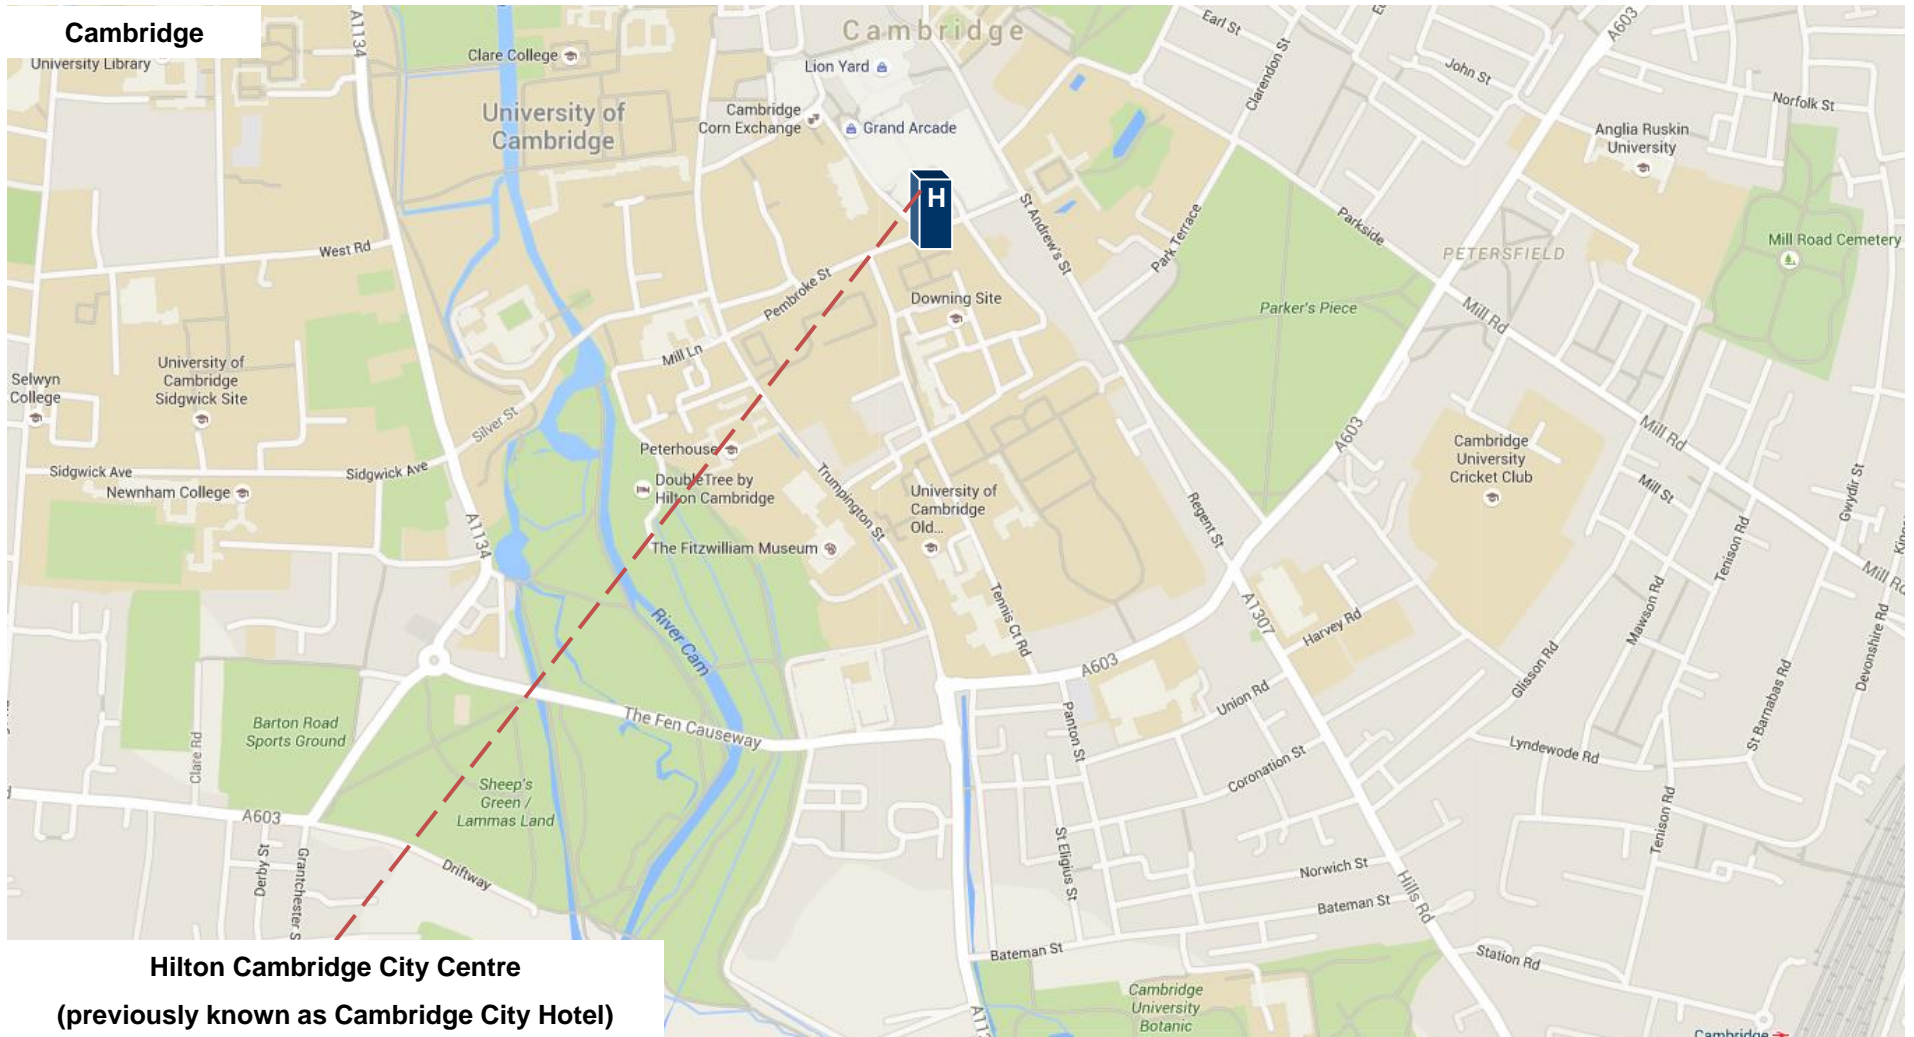 Cambridge
University Library
A1134
Clare College
Cambridge
Lion Yard
University of
Cambridge
Cambridge
Corn Exchange
Grand Arcade
Earl St
Clarendon St
A603
John St
Norfolk St
Anglia Ruskin
University
H
St Andrew's St
Park Terrace
Parkside
PETERSFIELD
Mill Road Cemetery
West Rd
Pembroke St
Downing Site
Parker's Piece
Mill Rd
Mill Ln
University of
Cambridge
Sidgwick Site
Selwyn
College
Silver St
Peterhouse
DoubleTree by
Hilton Cambridge
Trumpington St
University of
Cambridge
Old...
Regent St
A603
Cambridge
University
Cricket Club
Mill Rd
Mill St
Gwydir St
Tenison Rd
Sidgwick Ave
Sidgwick Ave
Newnham College
A1134
The Fitzwilliam Museum
Tennis Ct Rd
A1307
Harvey Rd
Mawson Rd
Mill Rd
Devonshire Rd
River Cam
A603
Glisson Rd
St Barnabas Rd
Union Rd
Panton St
Barton Road
Sports Ground
Clare Rd
The Fen Causeway
Coronation St
Lyndewode Rd
Sheep's
Green /
Lammas Land
A603
Derby St
Grantchester S
Driftway
St Eligius St
Norwich St
Bateman St
Hills Rd
Tenison Rd
Bateman St
Station Rd
Cambridge
University
Botanic
Cambridge
Hilton Cambridge City Centre
(previously known as Cambridge City Hotel)